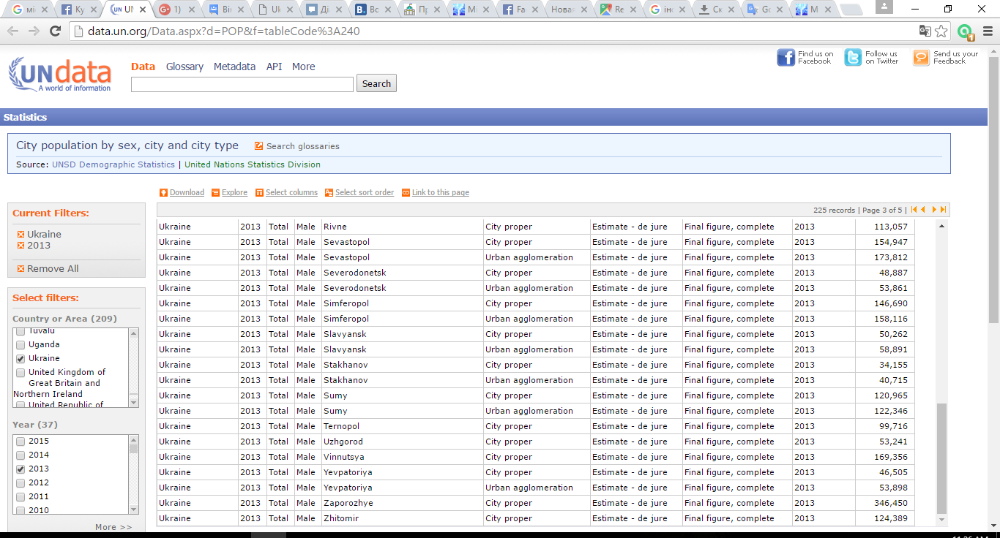 мі Ку UN 1) Ві Uk Ді Вс Пр МІ Fa Новая Re інс Ск Go М
data.un.org/Data.aspx?d=POP&f=tableCode%3A240
UNdata
A world of information
Data Glossary Metadata API More
Search
Find us on Facebook
Follow us on Twitter
Send us your Feedback
Statistics
City population by sex, city and city type Search glossaries
Source: UNSD Demographic Statistics | United Nations Statistics Division
Download Explore Select columns Select sort order Link to this page
225 records | Page 3 of 5 |
Current Filters:
Ukraine
2013
Remove All
Select filters:
Country or Area (209)
Tuvalu
Uganda
Ukraine
United Kingdom of
Great Britain and
Northern Ireland
United Republic of
Year (37)
2015
2014
2013
2012
2011
2010
More >>
Ukraine 2013 Total Male Rivne City proper Estimate - de jure Final figure, complete 2013 113,057
Ukraine 2013 Total Male Sevastopol City proper Estimate - de jure Final figure, complete 2013 154,947
Ukraine 2013 Total Male Sevastopol Urban agglomeration Estimate - de jure Final figure, complete 2013 173,812
Ukraine 2013 Total Male Severodonetsk City proper Estimate - de jure Final figure, complete 2013 48,887
Ukraine 2013 Total Male Severodonetsk Urban agglomeration Estimate - de jure Final figure, complete 2013 53,861
Ukraine 2013 Total Male Simferopol City proper Estimate - de jure Final figure, complete 2013 146,690
Ukraine 2013 Total Male Simferopol Urban agglomeration Estimate - de jure Final figure, complete 2013 158,116
Ukraine 2013 Total Male Slavyansk City proper Estimate - de jure Final figure, complete 2013 50,262
Ukraine 2013 Total Male Slavyansk Urban agglomeration Estimate - de jure Final figure, complete 2013 58,891
Ukraine 2013 Total Male Stakhanov City proper Estimate - de jure Final figure, complete 2013 34,155
Ukraine 2013 Total Male Stakhanov Urban agglomeration Estimate - de jure Final figure, complete 2013 40,715
Ukraine 2013 Total Male Sumy City proper Estimate - de jure Final figure, complete 2013 120,965
Ukraine 2013 Total Male Sumy Urban agglomeration Estimate - de jure Final figure, complete 2013 122,346
Ukraine 2013 Total Male Ternopol City proper Estimate - de jure Final figure, complete 2013 99,716
Ukraine 2013 Total Male Uzhgorod City proper Estimate - de jure Final figure, complete 2013 53,241
Ukraine 2013 Total Male Vinnutsya City proper Estimate - de jure Final figure, complete 2013 169,356
Ukraine 2013 Total Male Yevpatoriya City proper Estimate - de jure Final figure, complete 2013 46,505
Ukraine 2013 Total Male Yevpatoriya Urban agglomeration Estimate - de jure Final figure, complete 2013 53,898
Ukraine 2013 Total Male Zaporozhye City proper Estimate - de jure Final figure, complete 2013 346,450
Ukraine 2013 Total Male Zhitomir City proper Estimate - de jure Final figure, complete 2013 124,389